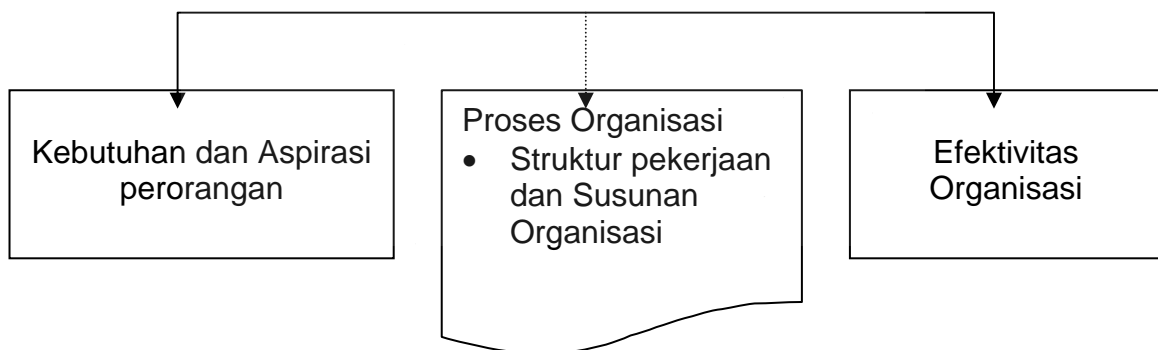 Kebutuhan dan Aspirasi
perorangan
Proses Organisasi
• Struktur pekerjaan
dan Susunan
Organisasi
Efektivitas
Organisasi